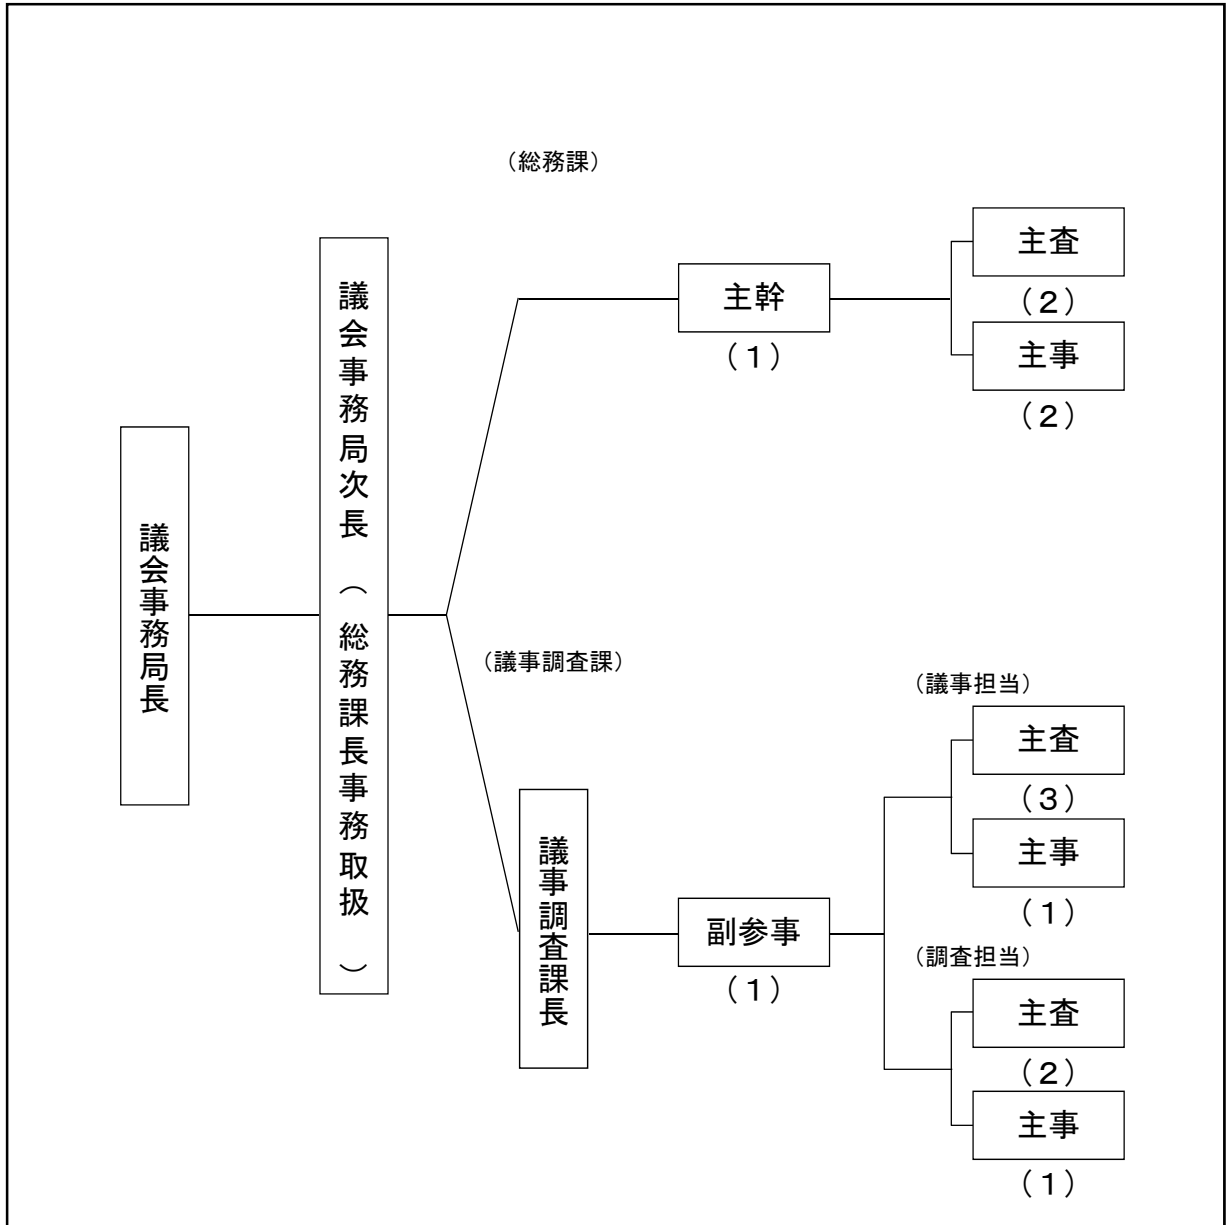 議会事務局長
議会事務局次長（総務課長事務取扱）
（総務課）
主幹
（１）
主査
（２）
主事
（２）
（議事調査課）
議事調査課長
副参事
（１）
（議事担当）
主査
（３）
主事
（１）
（調査担当）
主査
（２）
主事
（１）